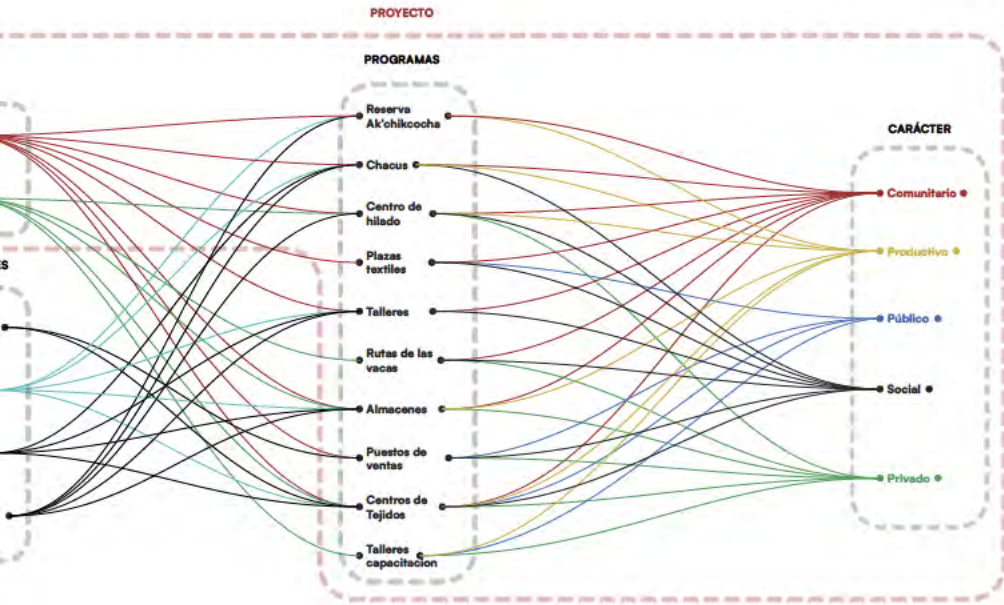 PROYECTO
PROGRAMAS
Reserva
Ak'chikcocha
Chacus
Centro de
hilado
Plazas
textiles
Talleres
Rutas de las
vacas
Almacenes
Puestos de
ventas
Centros de
Tejidos
Talleres
capacitacion
CARÁCTER
Comunitario
Productivo
Público
Social
Privado